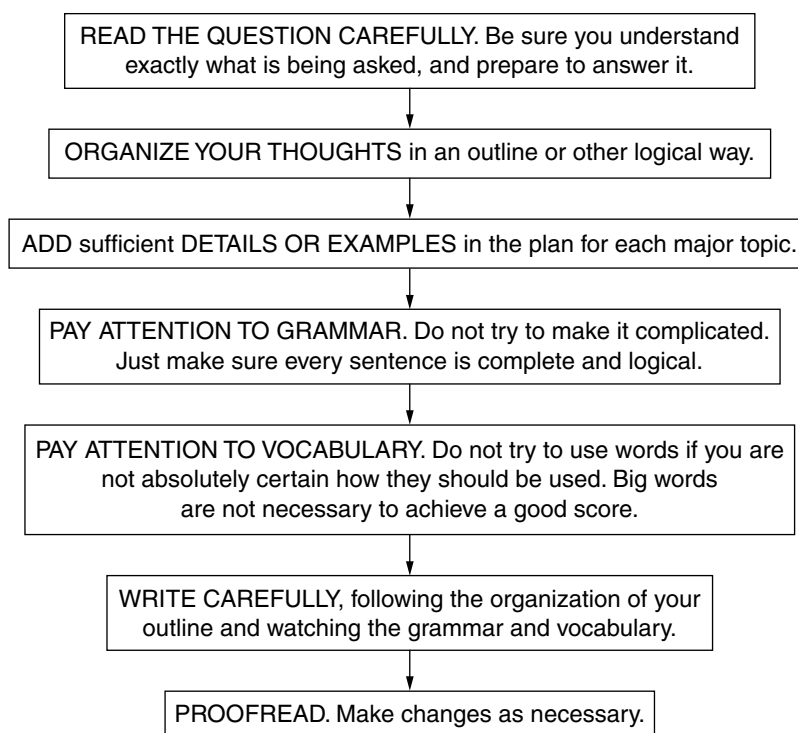 READ THE QUESTION CAREFULLY. Be sure you understand
exactly what is being asked, and prepare to answer it.
ORGANIZE YOUR THOUGHTS in an outline or other logical way.
ADD sufficient DETAILS OR EXAMPLES in the plan for each major topic.
PAY ATTENTION TO GRAMMAR. Do not try to make it complicated.
Just make sure every sentence is complete and logical.
PAY ATTENTION TO VOCABULARY. Do not try to use words if you are
not absolutely certain how they should be used. Big words
are not necessary to achieve a good score.
WRITE CAREFULLY, following the organization of your
outline and watching the grammar and vocabulary.
PROOFREAD. Make changes as necessary.